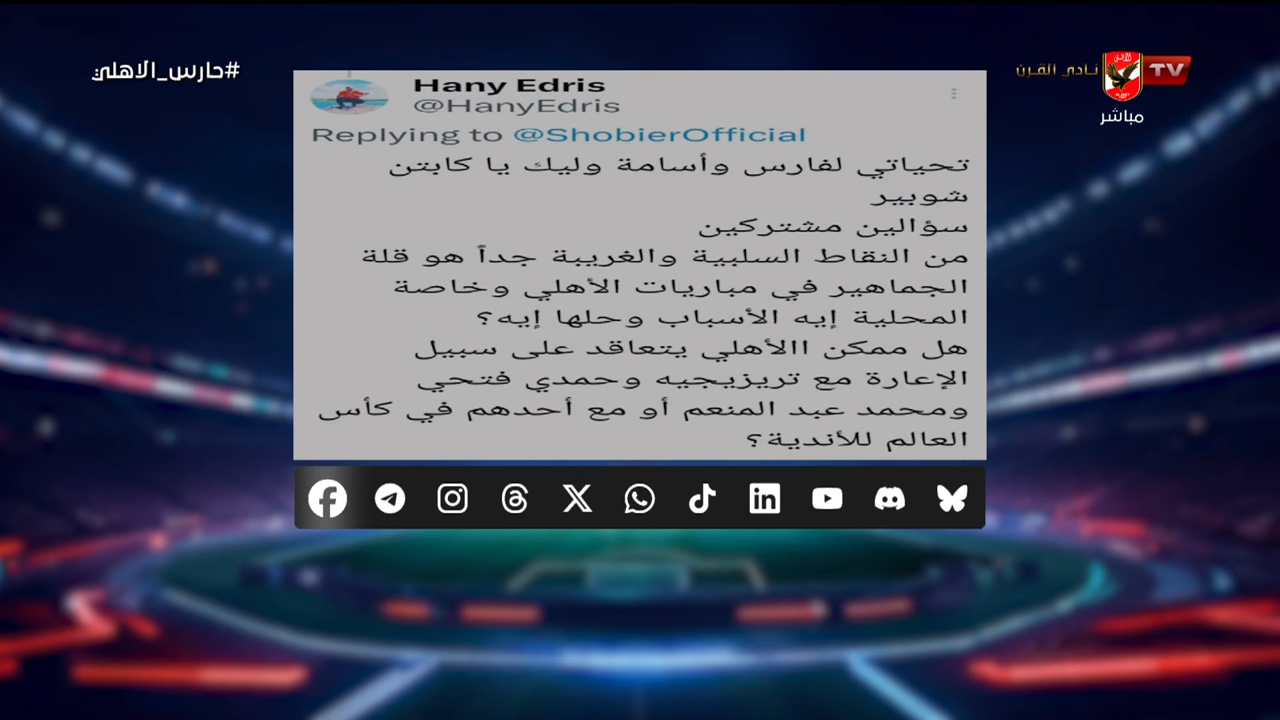 #حارس_الاهلي
نادي القرن
TV
مباشر
Hany Edris
@HanyEdris
Replying to @ShobierOfficial
تحياتي لفارس وأسامة وليك يا كابتن
شوبير
سؤالين مشتركين
من النقاط السلبية والغريبة جداً هو قلة
الجماهير في مباريات الأهلي وخاصة
المحلية إيه الأسباب وحلها إيه؟
هل ممكن االأهلي يتعاقد على سبيل
الإعارة مع تريزيجيه وحمدي فتحي
ومحمد عبد المنعم أو مع أحدهم في كأس
العالم للأندية؟